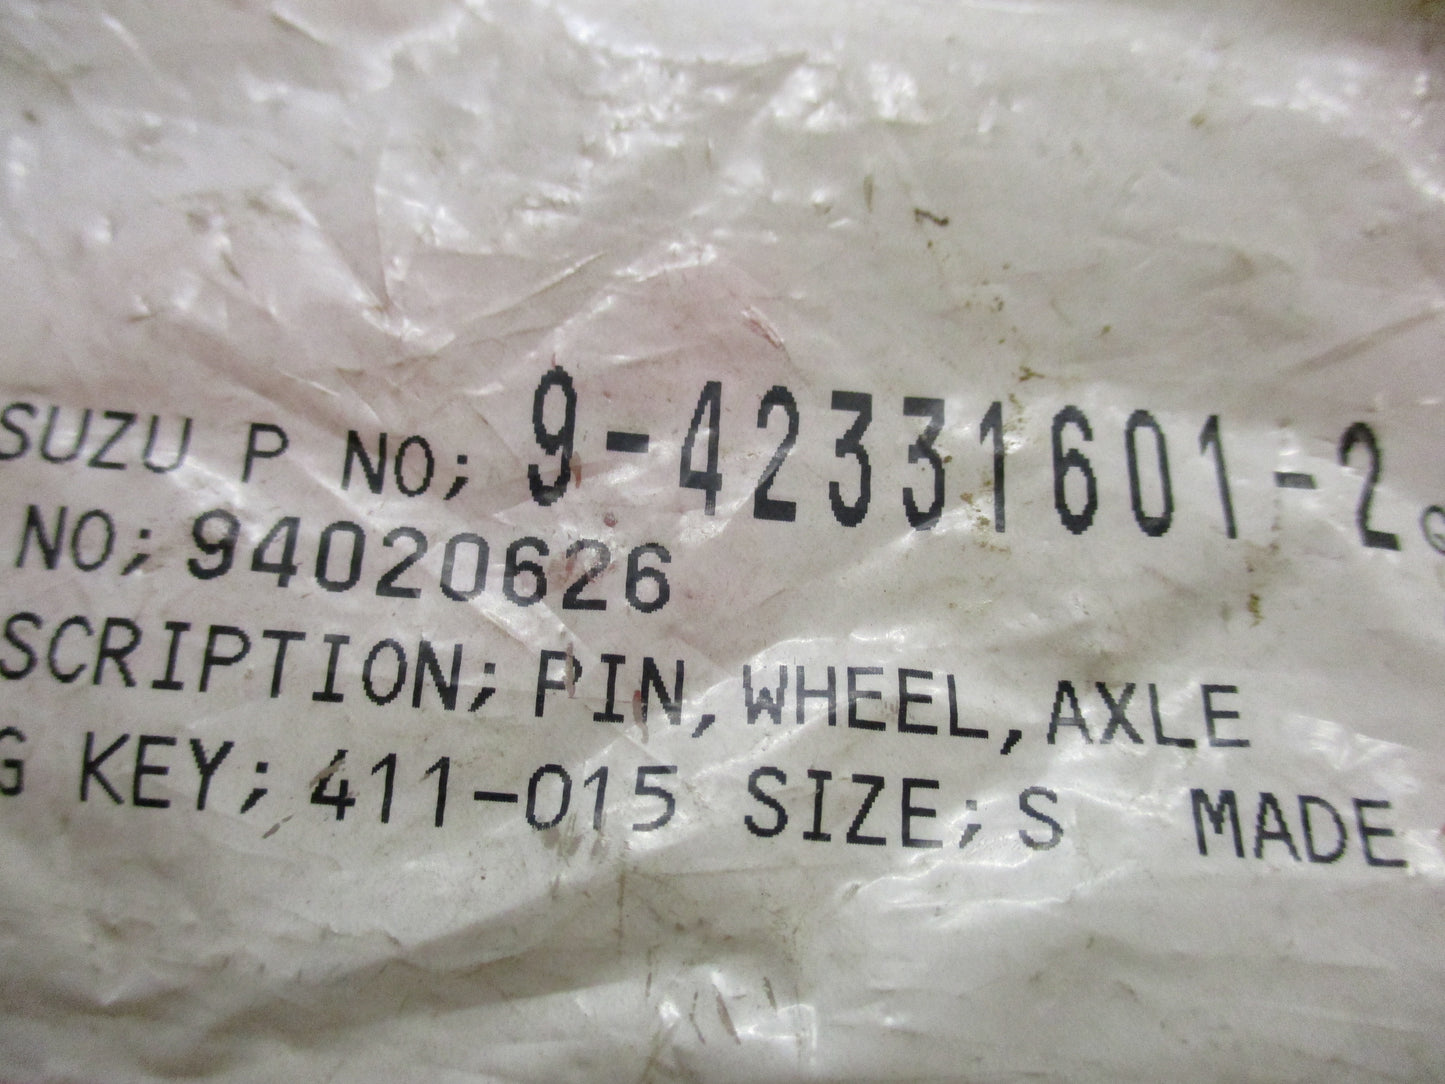 SUZU P NO; 9-42331601-2
NO; 94020626
SCRIPTION; PIN, WHEEL, AXLE
G KEY; 411-015 SIZE; S MADE